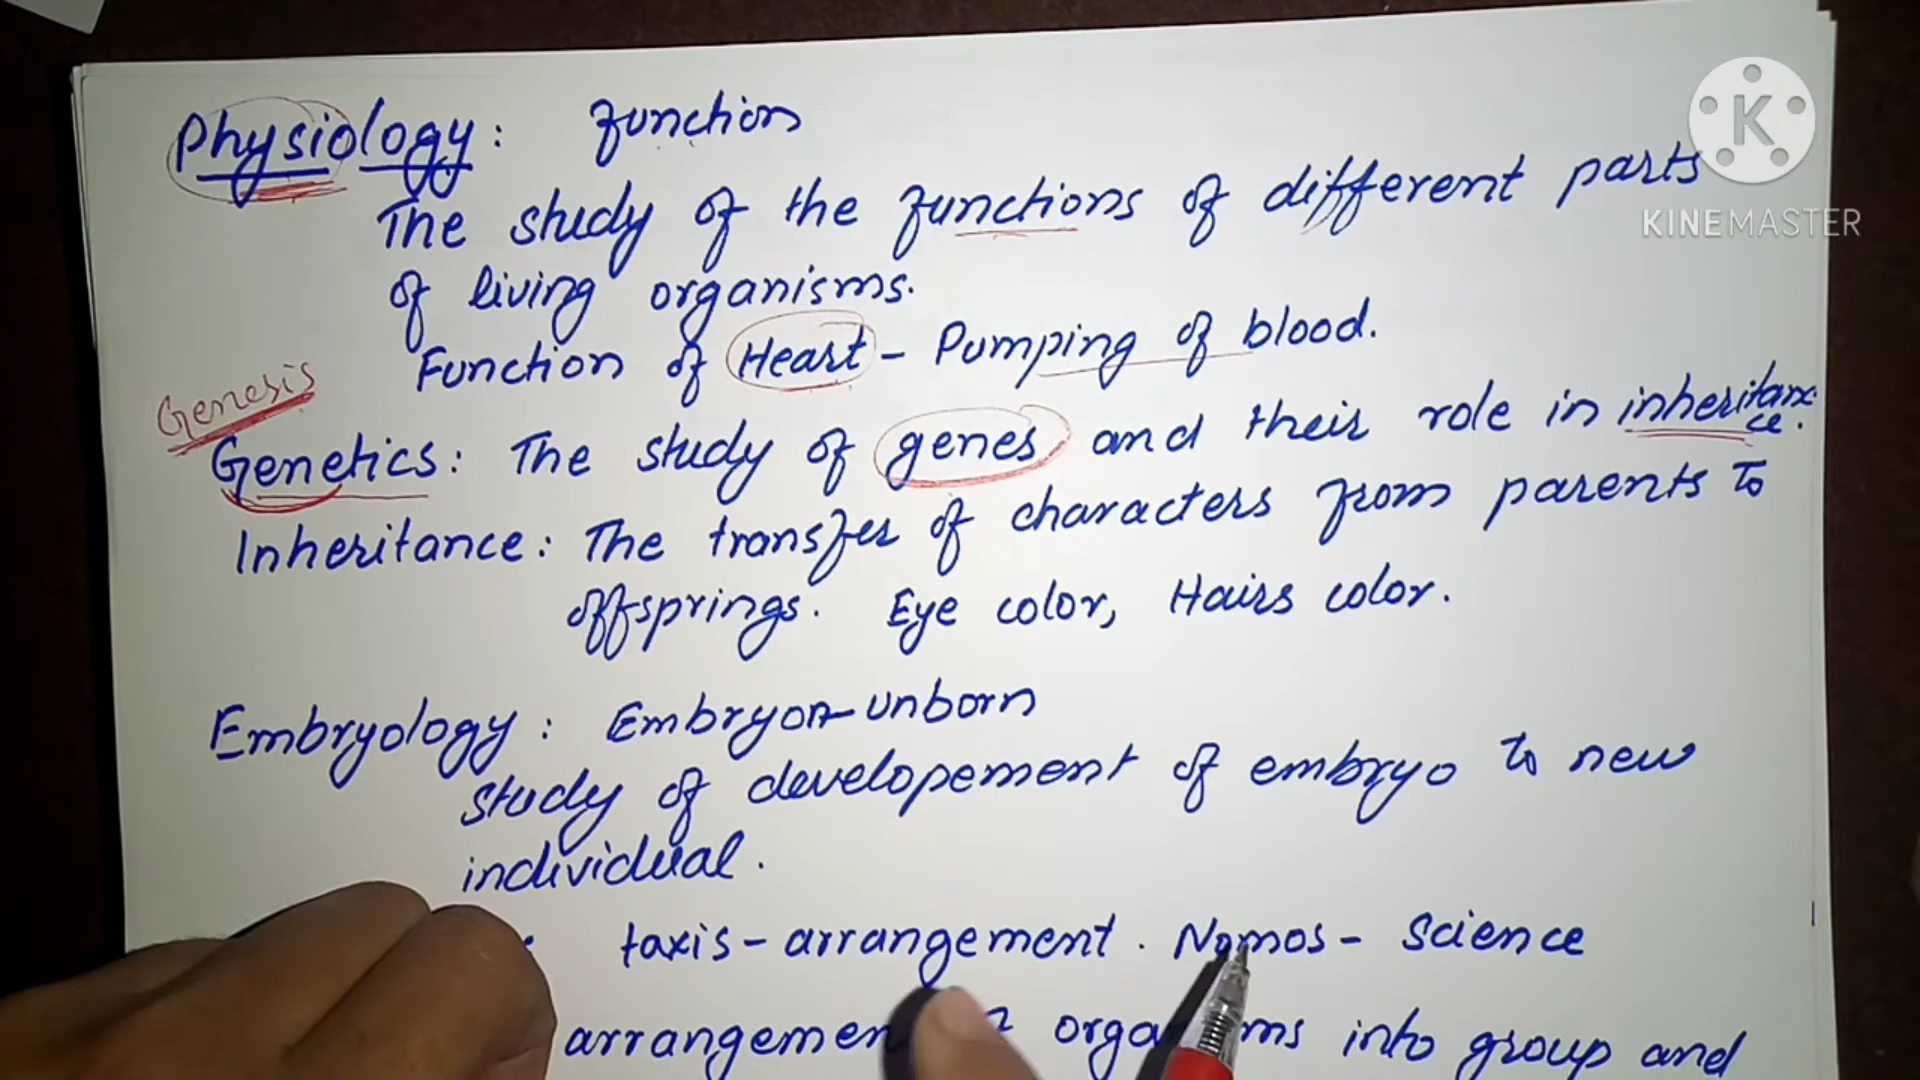 Physiology: function
The study of the functions of different parts
of living organisms.
Function of Heart - Pumping of blood.
Genesis
Genetics: The study of genes and their role in inheritance.
Inheritance: The transfer of characters from parents to
offsprings. Eye color, Hairs color.
Embryology: Embryon-unborn
study of developement of embryo to new
individual.
taxis-arrangement. Nomos- Science
into group and
K
KINEMASTER